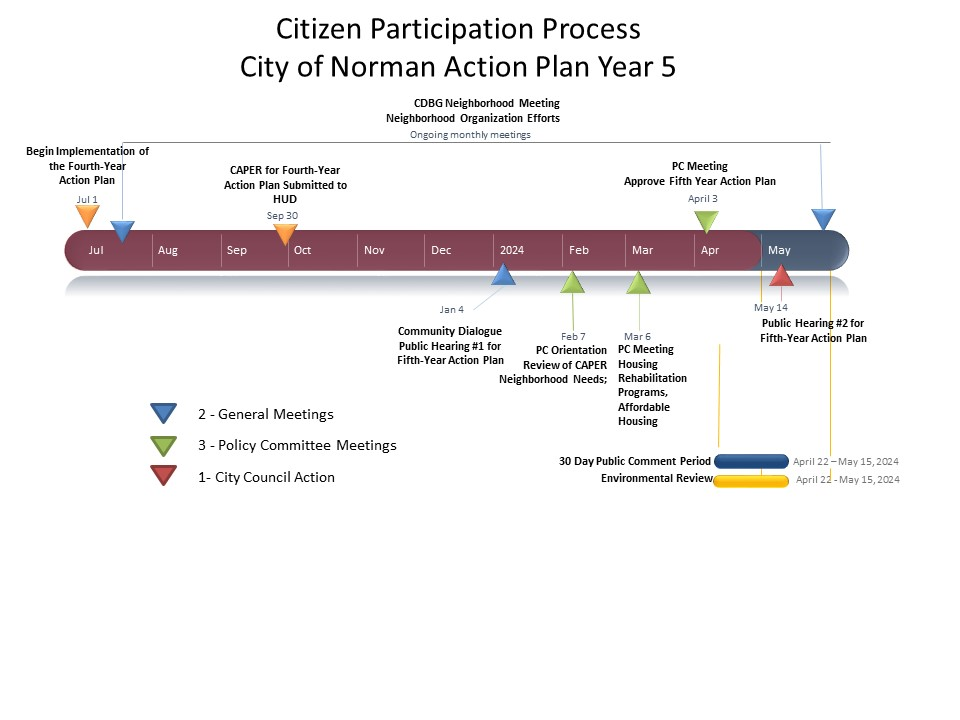 Citizen Participation Process
City of Norman Action Plan Year 5
CDBG Neighborhood Meeting
Neighborhood Organization Efforts
Ongoing monthly meetings
Begin Implementation of
the Fourth-Year
Action Plan
Jul 1
CAPER for Fourth-Year
Action Plan Submitted to
HUD
Sep 30
PC Meeting
Approve Fifth Year Action Plan
April 3
Jul Aug Sep Oct Nov Dec 2024 Feb Mar Apr May
Jan 4
Community Dialogue
Public Hearing #1 for
Fifth-Year Action Plan
Feb 7
PC Orientation
Review of CAPER
Neighborhood Needs;
Mar 6
PC Meeting
Housing
Rehabilitation
Programs,
Affordable
Housing
May 14
Public Hearing #2 for
Fifth-Year Action Plan
2 - General Meetings
3 - Policy Committee Meetings
1- City Council Action
30 Day Public Comment Period April 22 – May 15, 2024
Environmental Review April 22 - May 15, 2024